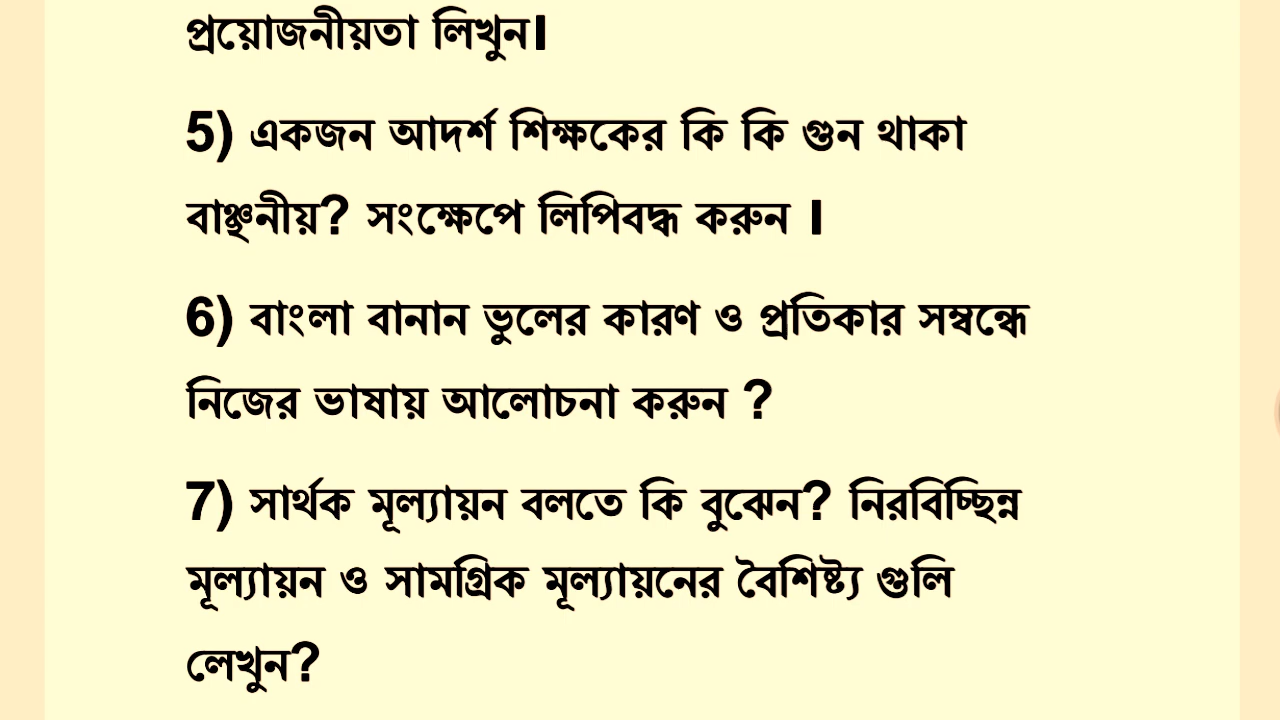 প্রয়োজনীয়তা লিখুন।
5) একজন আদর্শ শিক্ষকের কি কি গুন থাকা
বাঞ্ছনীয়? সংক্ষেপে লিপিবদ্ধ করুন ।
6) বাংলা বানান ভুলের কারণ ও প্রতিকার সম্বন্ধে
নিজের ভাষায় আলোচনা করুন ?
7) সার্থক মূল্যায়ন বলতে কি বুঝেন? নিরবিচ্ছিন্ন
মূল্যায়ন ও সামগ্রিক মূল্যায়নের বৈশিষ্ট্য গুলি
লেখুন?